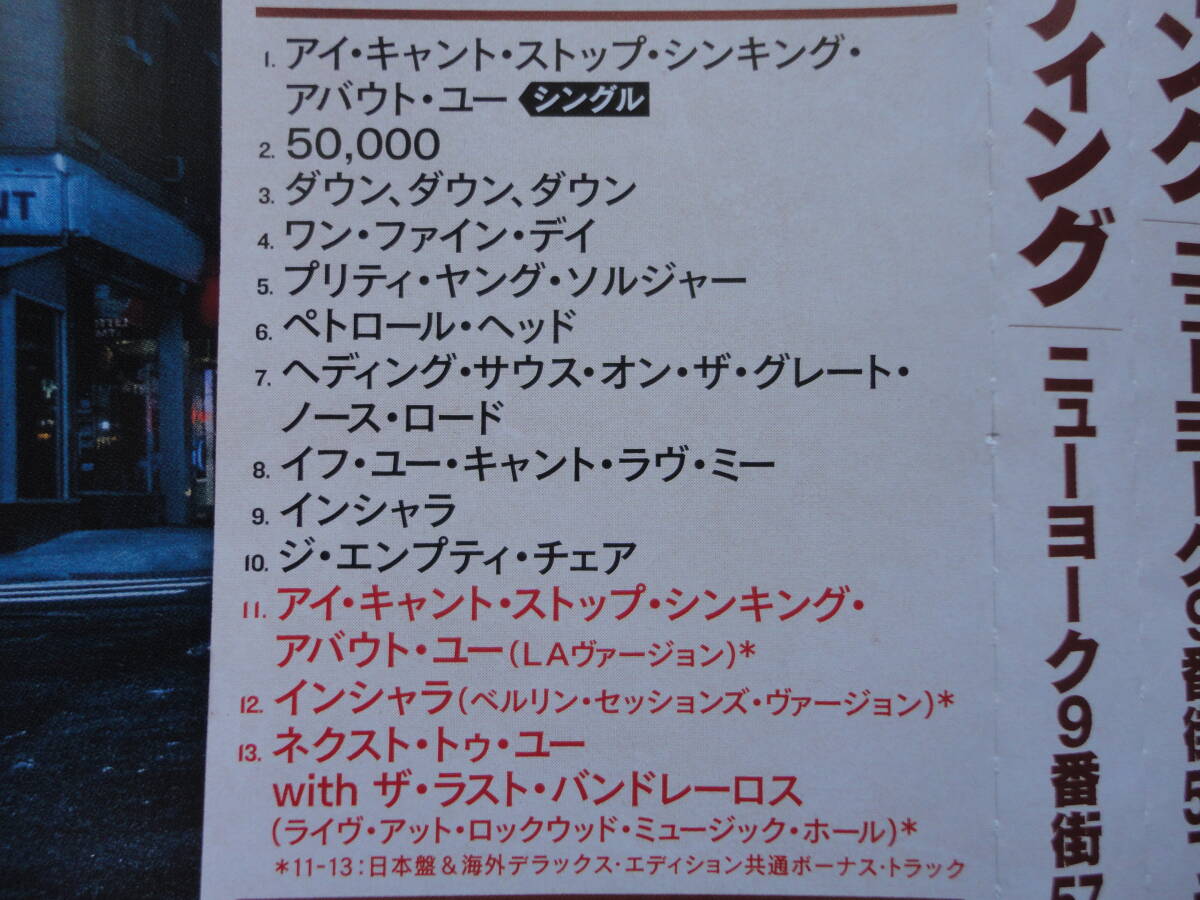 1. アイ・キャント・ストップ・シンキング・
アバウト・ユー シングル
2. 50,000
3. ダウン、ダウン、ダウン
4. ワン・ファイン・デイ
5. プリティ・ヤング・ソルジャー
6. ペトロール・ヘッド
7. ヘディング・サウス・オン・ザ・グレート・
ノース・ロード
8. イフ・ユー・キャント・ラヴ・ミー
9. インシャラ
10. ジ・エンプティ・チェア
11. アイ・キャント・ストップ・シンキング・
アバウト・ユー(LAヴァージョン)*
12. インシャラ(ベルリン・セッションズ・ヴァージョン)*
13. ネクスト・トゥ・ユー
with ザ・ラスト・バンドレーロス
(ライヴ・アット・ロックウッド・ミュージック・ホール)*
*11-13:日本盤&海外デラックス・エディション共通ボーナス・トラック
ティング ニューヨーク9番街57
ング ニューヨーク9番街5